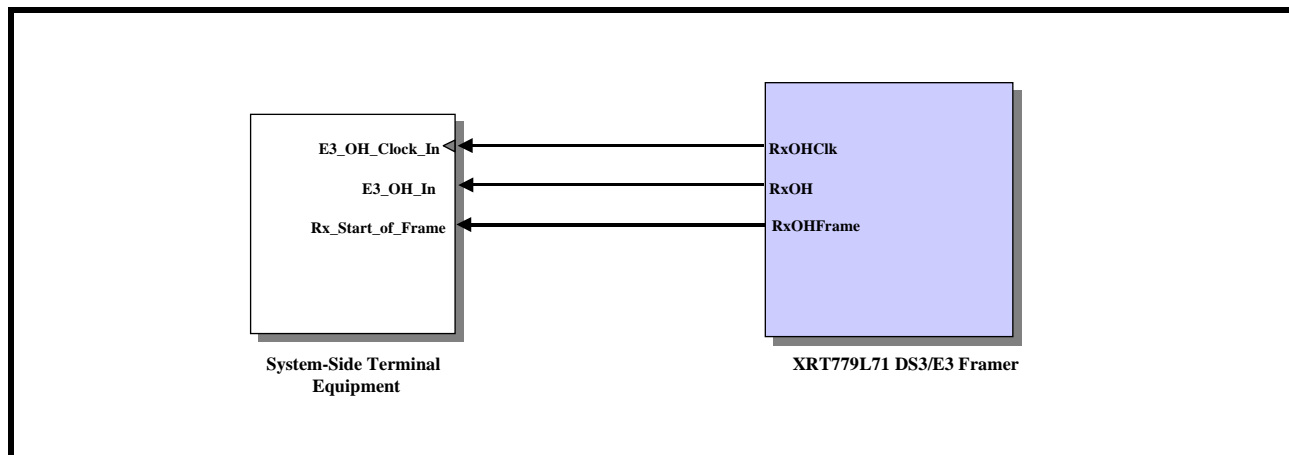 E3_OH_Clock_In
RxOHClk
E3_OH_In
RxOH
Rx_Start_of_Frame
RxOHFrame
System-Side Terminal
Equipment
XRT779L71 DS3/E3 Framer